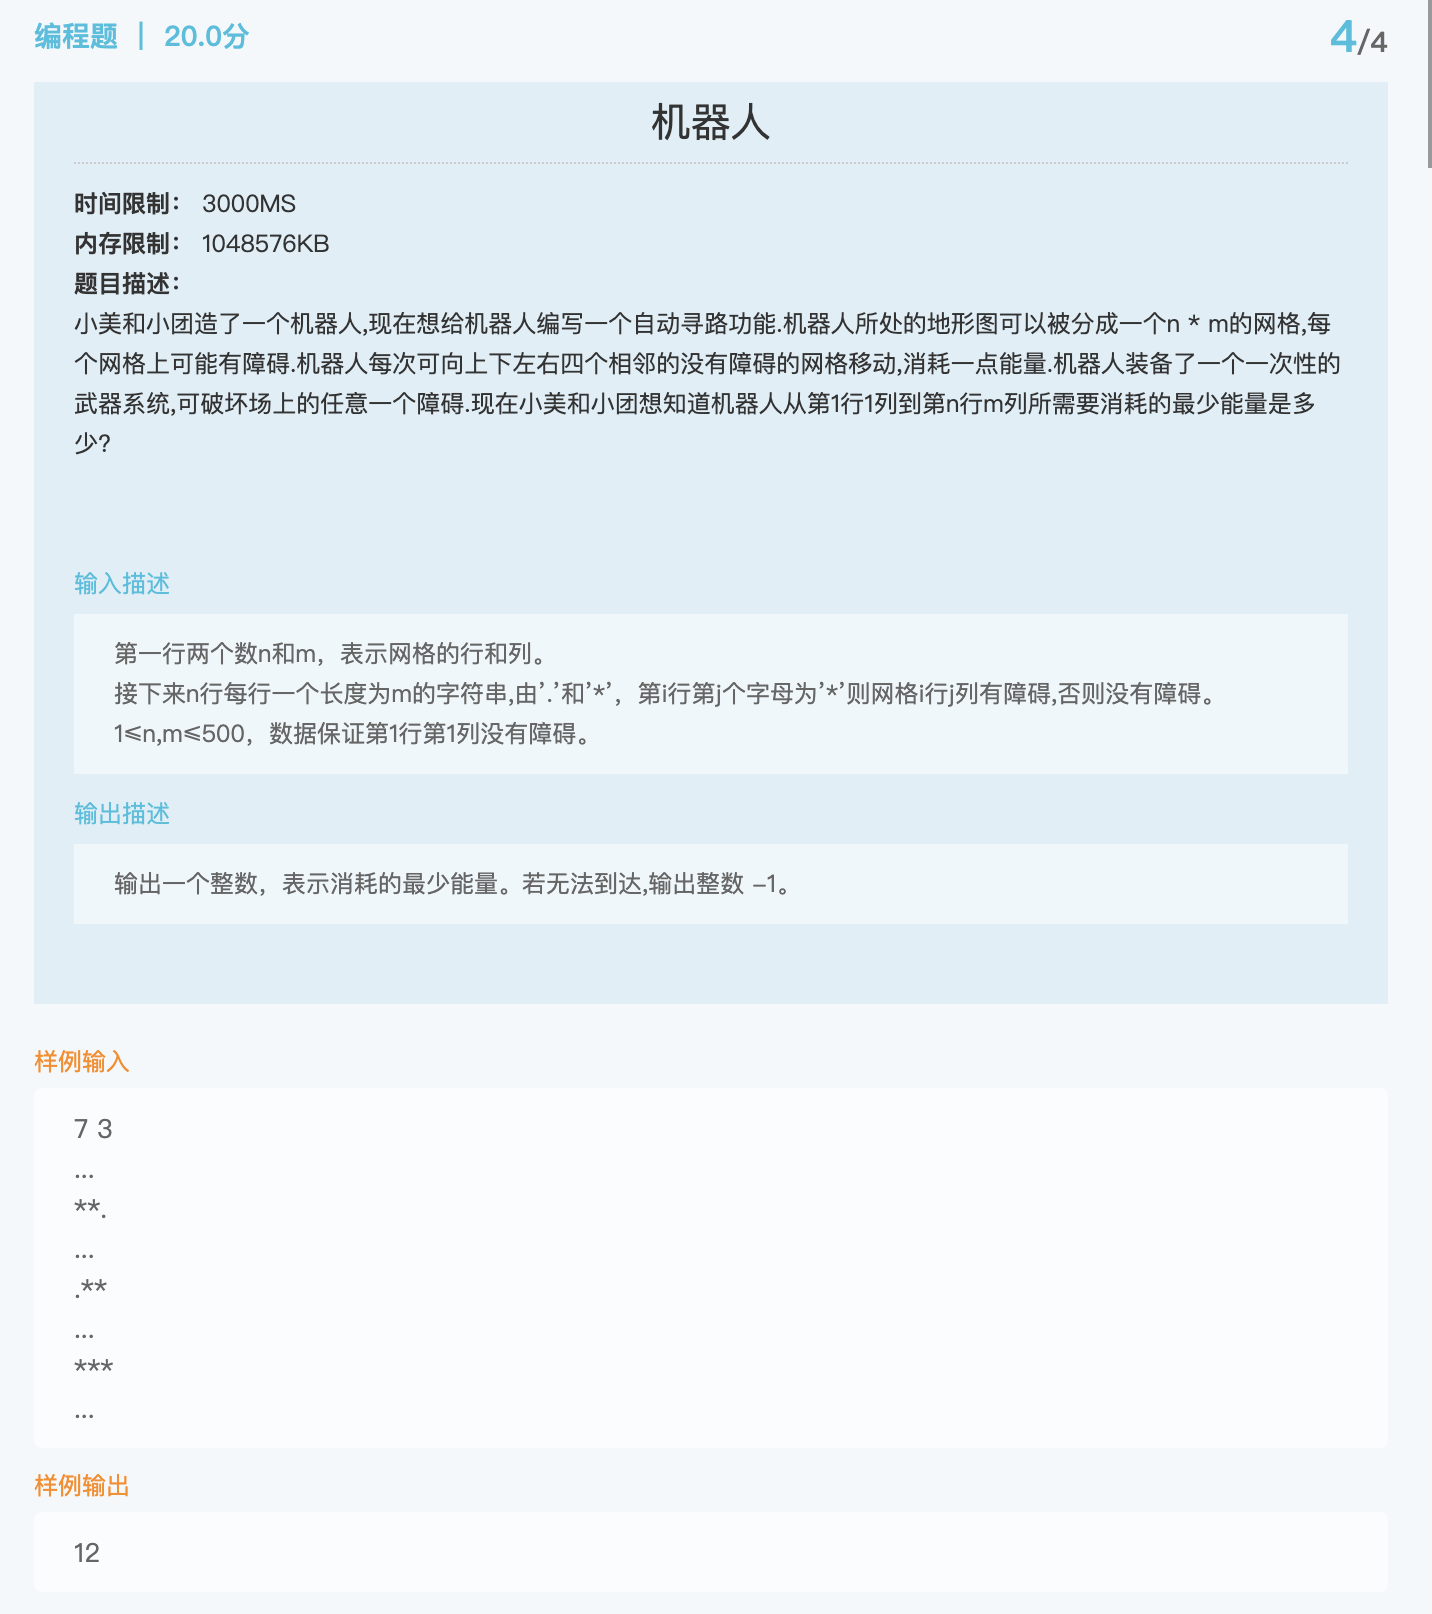 编程题 | 20.0分
4/4
机器人
时间限制： 3000MS
内存限制： 1048576KB
题目描述：
小美和小团造了一个机器人,现在想给机器人编写一个自动寻路功能.机器人所处的地形图可以被分成一个n * m的网格,每
个网格上可能有障碍.机器人每次可向上下左右四个相邻的没有障碍的网格移动,消耗一点能量.机器人装备了一个一次性的
武器系统,可破坏场上的任意一个障碍.现在小美和小团想知道机器人从第1行1列到第n行m列所需要消耗的最少能量是多
少?
输入描述
第一行两个数n和m，表示网格的行和列。
接下来n行每行一个长度为m的字符串,由’.’和’*’，第i行第j个字母为’*’则网格i行j列有障碍,否则没有障碍。
1≤n,m≤500，数据保证第1行第1列没有障碍。
输出描述
输出一个整数，表示消耗的最少能量。若无法到达,输出整数 –1。
样例输入
7 3
...
**.
...
.**
...
***
...
样例输出
12